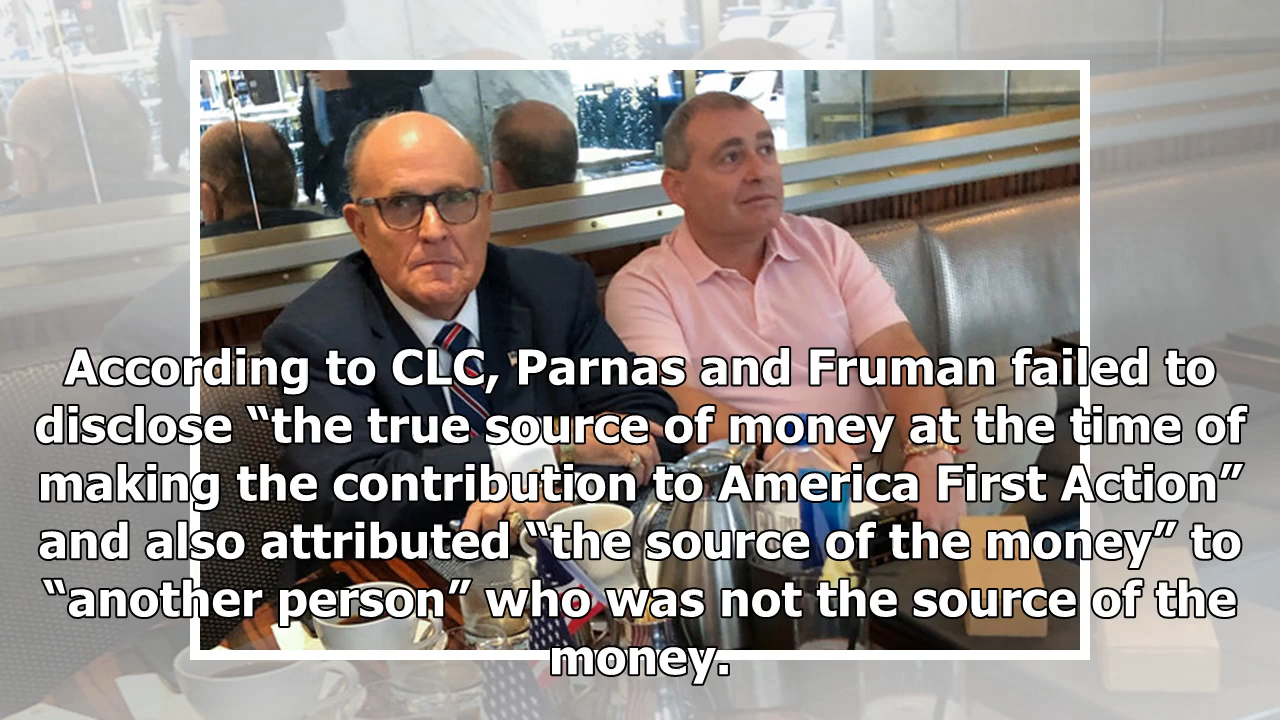 According to CLC, Parnas and Fruman failed to
disclose “the true source of money at the time of
making the contribution to America First Action”
and also attributed “the source of the money” to
“another person” who was not the source of the
money.